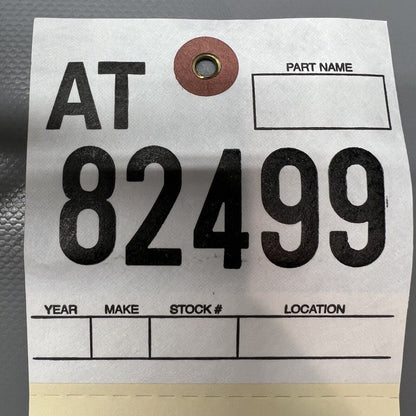 AT
PART NAME
82499
YEAR MAKE STOCK # LOCATION